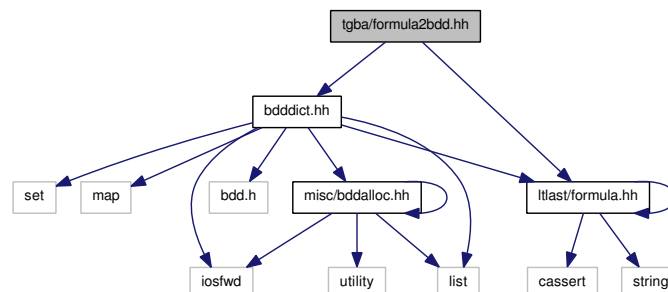 tgba/formula2bdd.hh
bdddict.hh
set
map
bdd.h
misc/bddalloc.hh
ltlast/formula.hh
iosfwd
utility
list
cassert
string